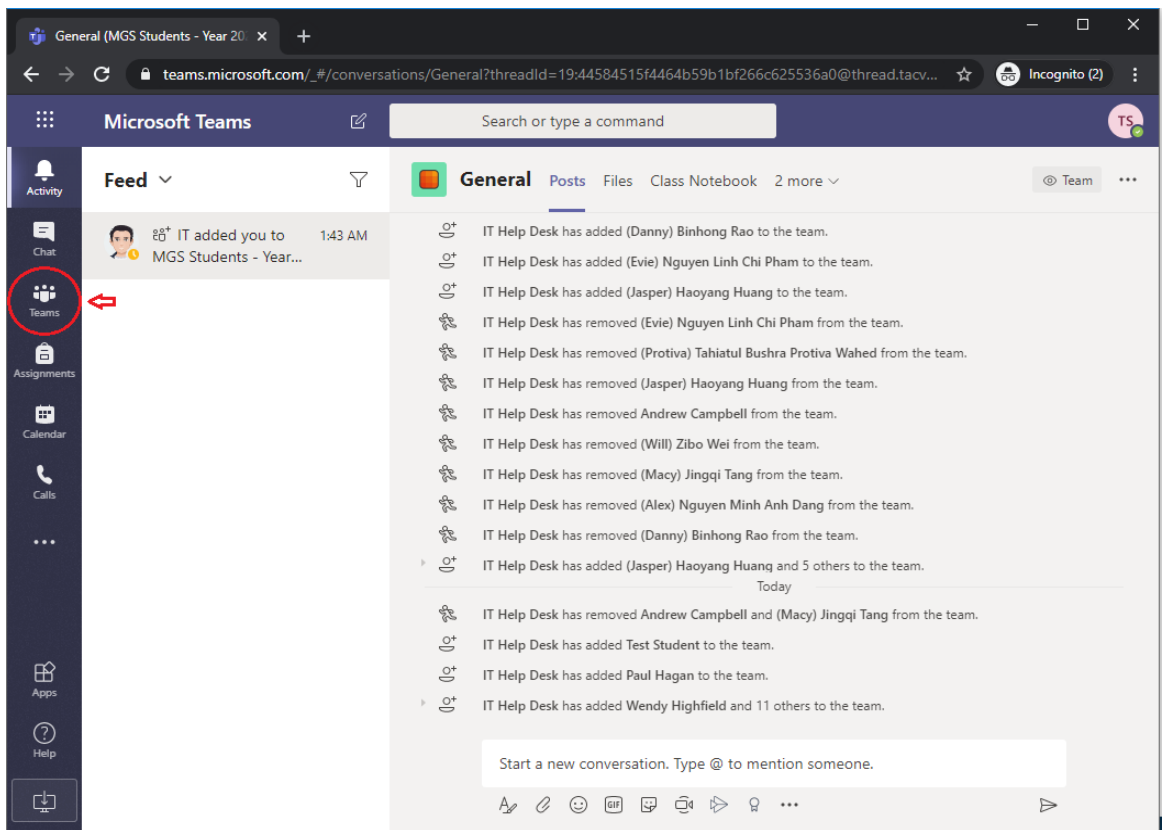 General (MGS Students - Year 20
teams.microsoft.com/_#/conversations/General?threadId=19:44584515f4464b59b1bf266c625536a0@thread.tacv...
Incognito (2)
Microsoft Teams
Search or type a command
TS
Activity
Chat
Teams
Assignments
Calendar
Calls
Apps
Help
Feed
IT added you to
1:43 AM
MGS Students - Year...
General
Posts
Files
Class Notebook
2 more
Team
IT Help Desk has added (Danny) Binhong Rao to the team.
IT Help Desk has added (Evie) Nguyen Linh Chi Pham to the team.
IT Help Desk has added (Jasper) Haoyang Huang to the team.
IT Help Desk has removed (Evie) Nguyen Linh Chi Pham from the team.
IT Help Desk has removed (Protiva) Tahiatul Bushra Protiva Wahed from the team.
IT Help Desk has removed (Jasper) Haoyang Huang from the team.
IT Help Desk has removed Andrew Campbell from the team.
IT Help Desk has removed (Will) Zibo Wei from the team.
IT Help Desk has removed (Macy) Jingqi Tang from the team.
IT Help Desk has removed (Alex) Nguyen Minh Anh Dang from the team.
IT Help Desk has removed (Danny) Binhong Rao from the team.
IT Help Desk has added (Jasper) Haoyang Huang and 5 others to the team.
Today
IT Help Desk has removed Andrew Campbell and (Macy) Jingqi Tang from the team.
IT Help Desk has added Test Student to the team.
IT Help Desk has added Paul Hagan to the team.
IT Help Desk has added Wendy Highfield and 11 others to the team.
Start a new conversation. Type @ to mention someone.
GIF